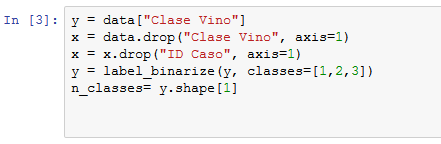 In [3]: y = data["Clase Vino"]
x = data.drop("Clase Vino", axis=1)
x = x.drop("ID Caso", axis=1)
y = label_binarize(y, classes=[1,2,3])
n_classes= y.shape[1]